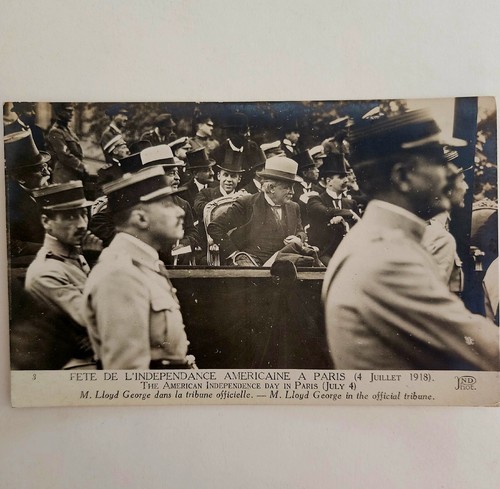 3 FETE DE L'INDEPENDANCE AMERICAINE A PARIS (4 JUILLET 1918).
THE AMERICAN INDEPENDENCE DAY IN PARIS (JULY 4)
M. Lloyd George dans la tribune officielle. — M. Lloyd George in the official tribune.
ND